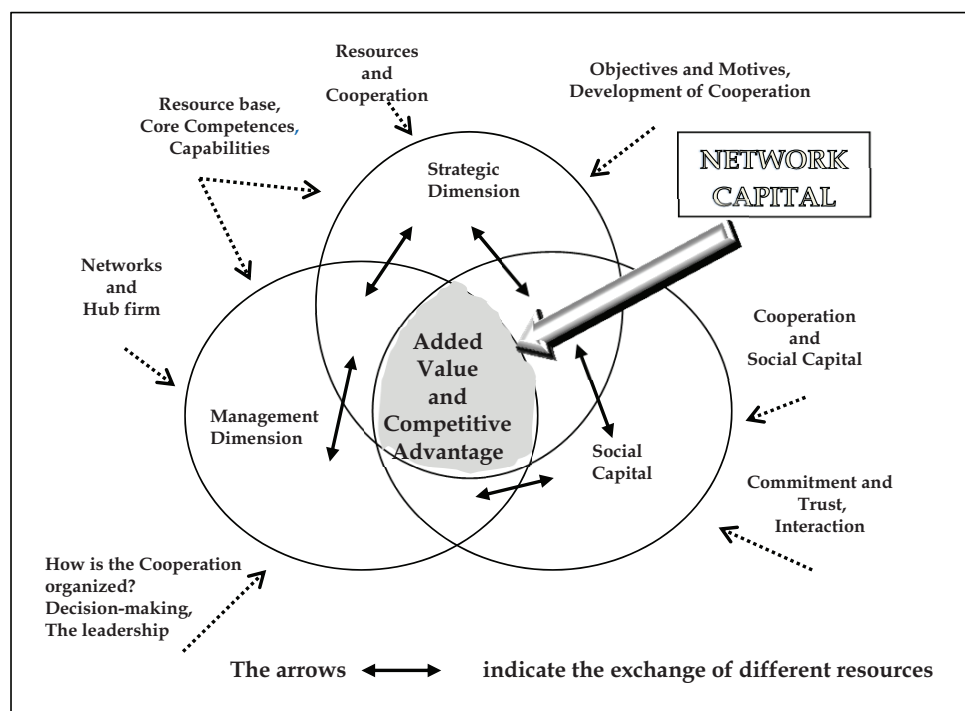 Resources
and
Cooperation
Objectives and Motives,
Development of Cooperation
Resource base,
Core Competences,
Capabilities
NETWORK
CAPITAL
Strategic
Dimension
Networks
and
Hub firm
Cooperation
and
Social Capital
Added
Value
and
Competitive
Advantage
Management
Dimension
Social
Capital
Commitment and
Trust,
Interaction
How is the Cooperation
organized?
Decision-making,
The leadership
The arrows indicate the exchange of different resources